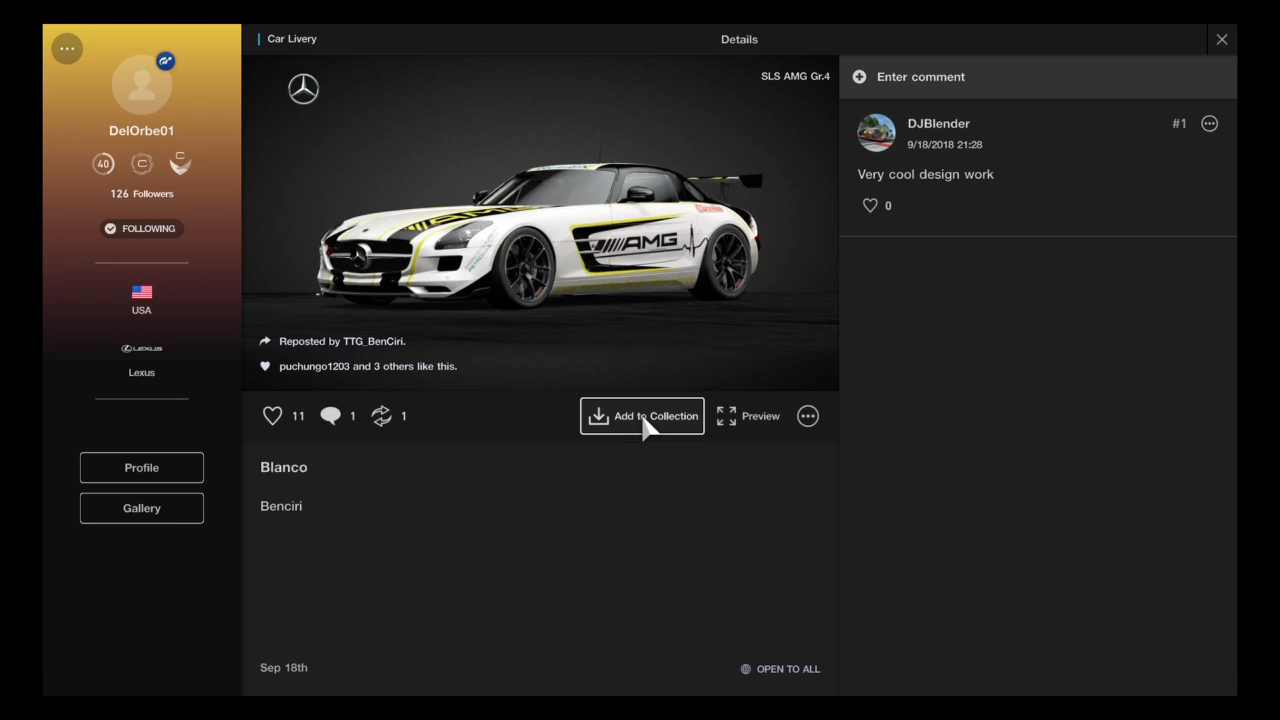 Car Livery
Details
DelOrbe01
40
C
C
126 Followers
FOLLOWING
USA
LEXUS
Lexus
Profile
Gallery
SLS AMG Gr.4
AMG
AMG
Reposted by TTG_BenCiri.
puchungo1203 and 3 others like this.
11
1
1
Add to Collection
Preview
Blanco
Benciri
Sep 18th
OPEN TO ALL
Enter comment
DJBlender
#1
9/18/2018 21:28
Very cool design work
0